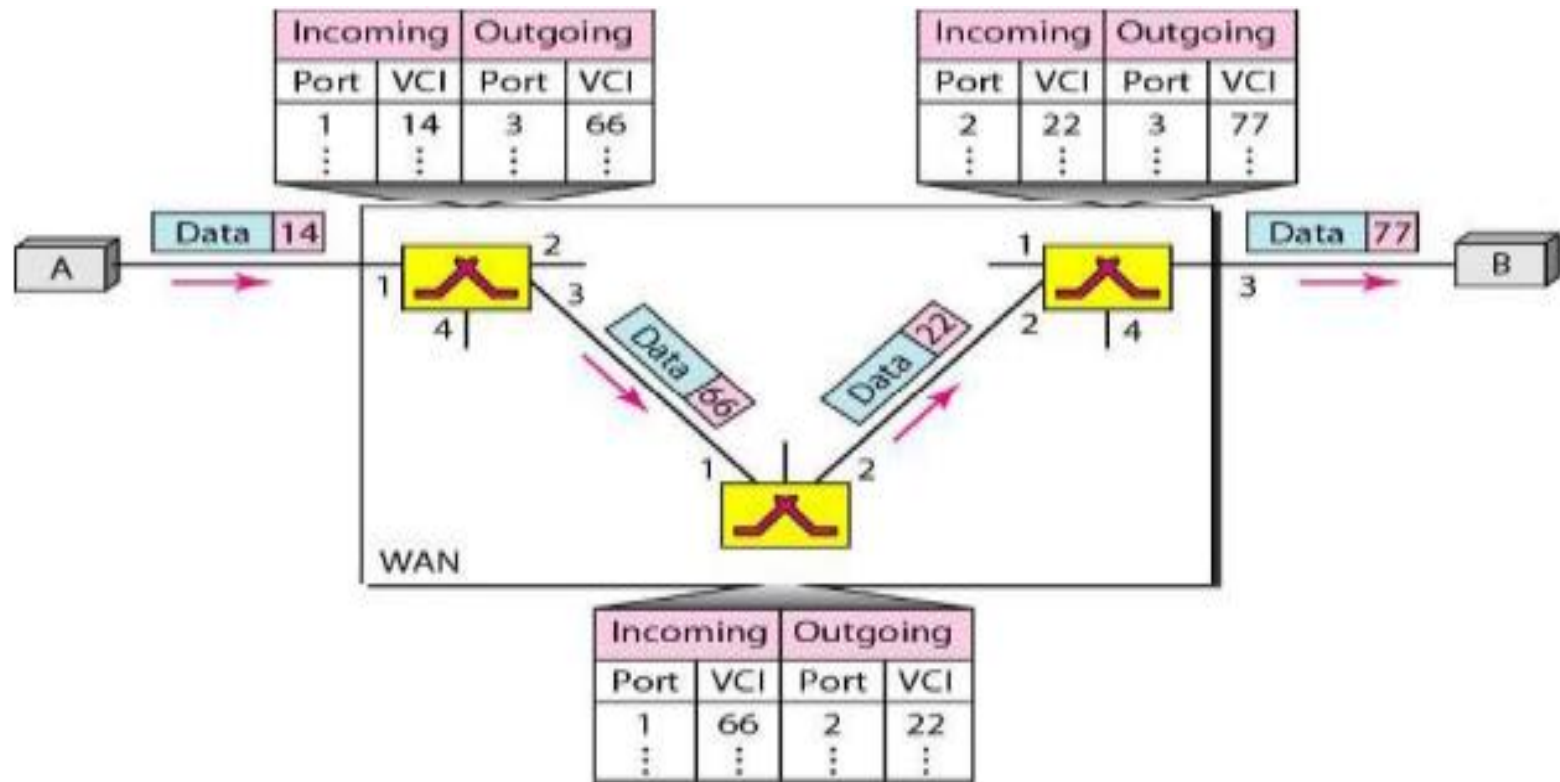 Incoming Outgoing
Port VCI Port VCI
1 14 3 66
⋮ ⋮ ⋮ ⋮
Incoming Outgoing
Port VCI Port VCI
2 22 3 77
⋮ ⋮ ⋮ ⋮
A
Data 14
1
2
3
4
Data 66
Data 22
1
2
4
3
Data 77
B
1
2
WAN
Incoming Outgoing
Port VCI Port VCI
1 66 2 22
⋮ ⋮ ⋮ ⋮